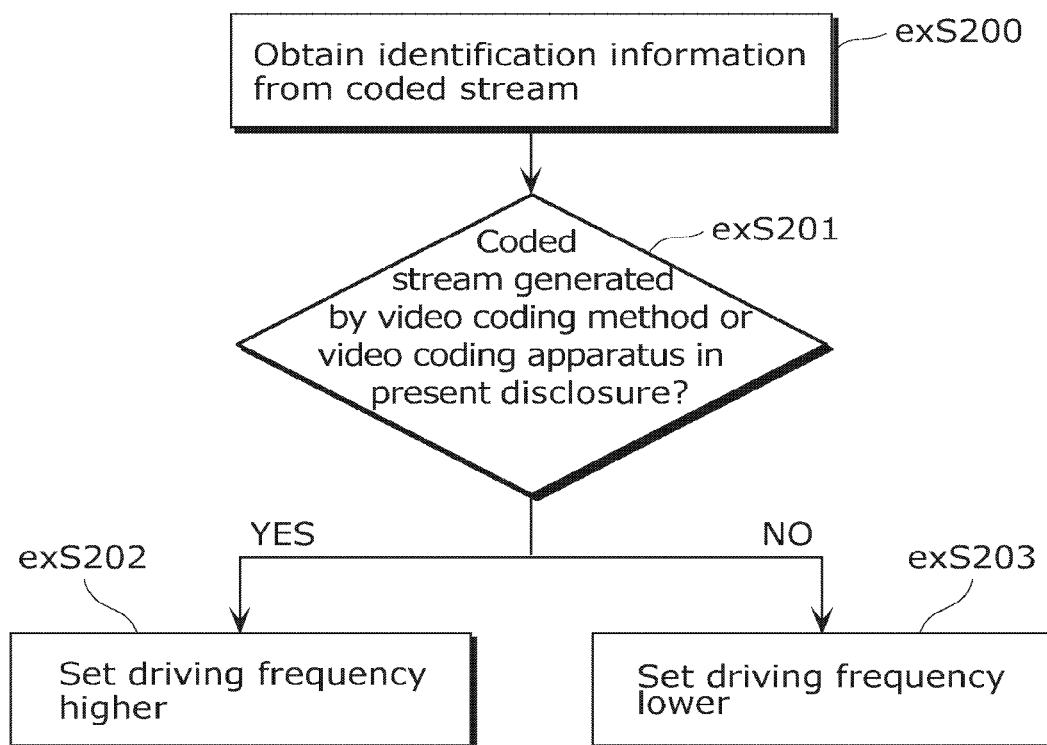 exS200
Obtain identification information
from coded stream
exS201
Coded
stream generated
by video coding method or
video coding apparatus in
present disclosure?
YES
NO
exS202
exS203
Set driving frequency
higher
Set driving frequency
lower